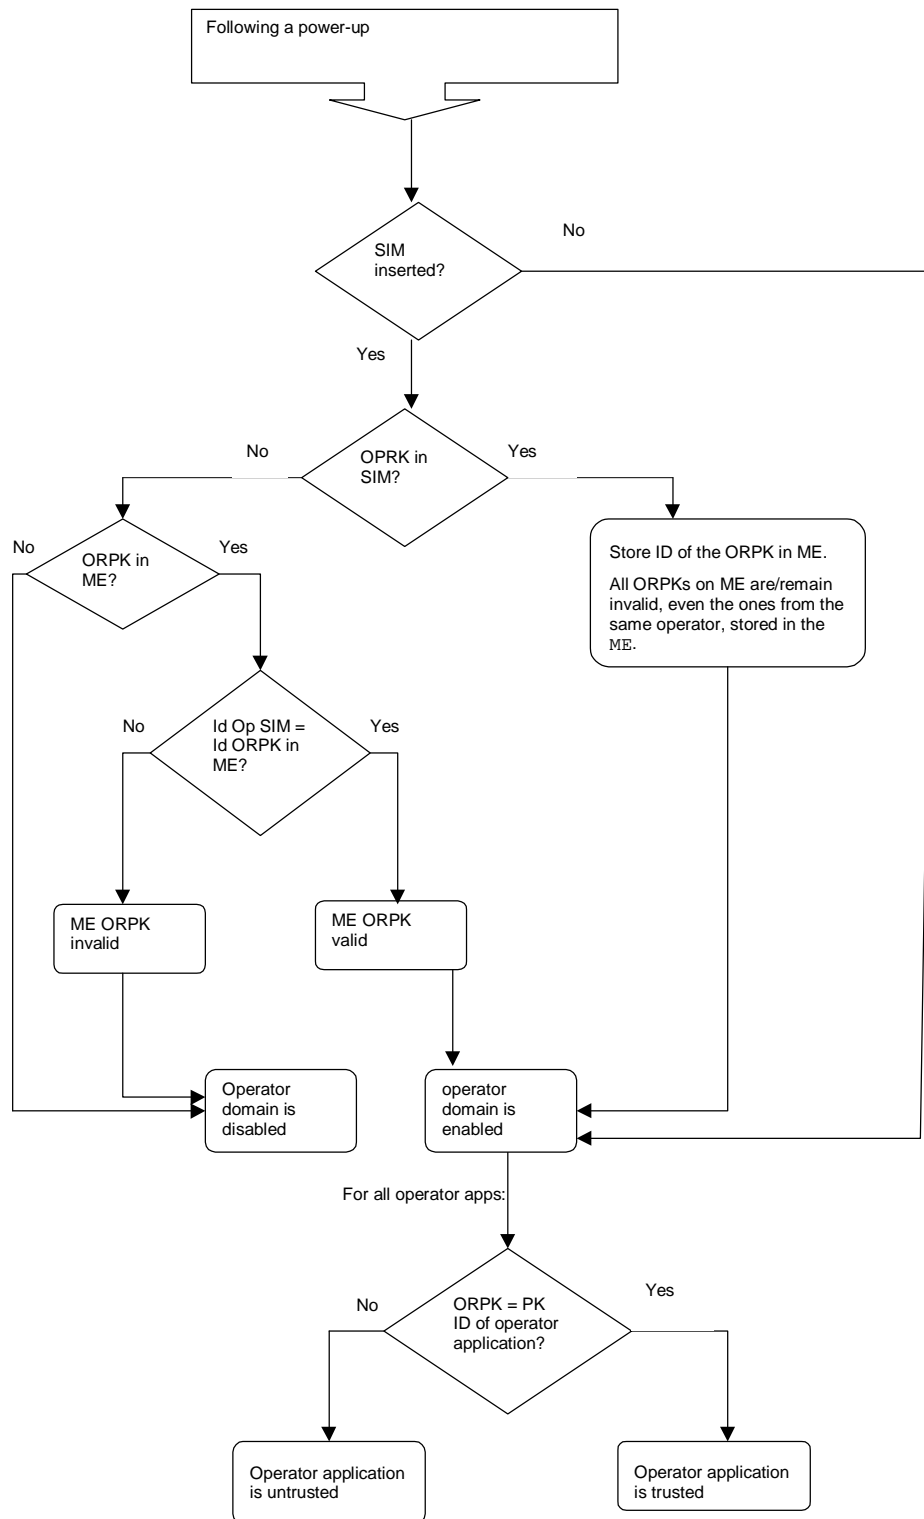 Following a power-up
No
SIM
inserted?
Yes
No
OPRK in
SIM?
Yes
No
ORPK in
ME?
Yes
Store ID of the ORPK in ME.
All ORPKs on ME are/remain
invalid, even the ones from the
same operator, stored in the
ME.
No
Id Op SIM =
Id ORPK in
ME?
Yes
ME ORPK
invalid
ME ORPK
valid
Operator
domain is
disabled
operator
domain is
enabled
For all operator apps:
No
ORPK = PK
ID of operator
application?
Yes
Operator application
is untrusted
Operator application
is trusted